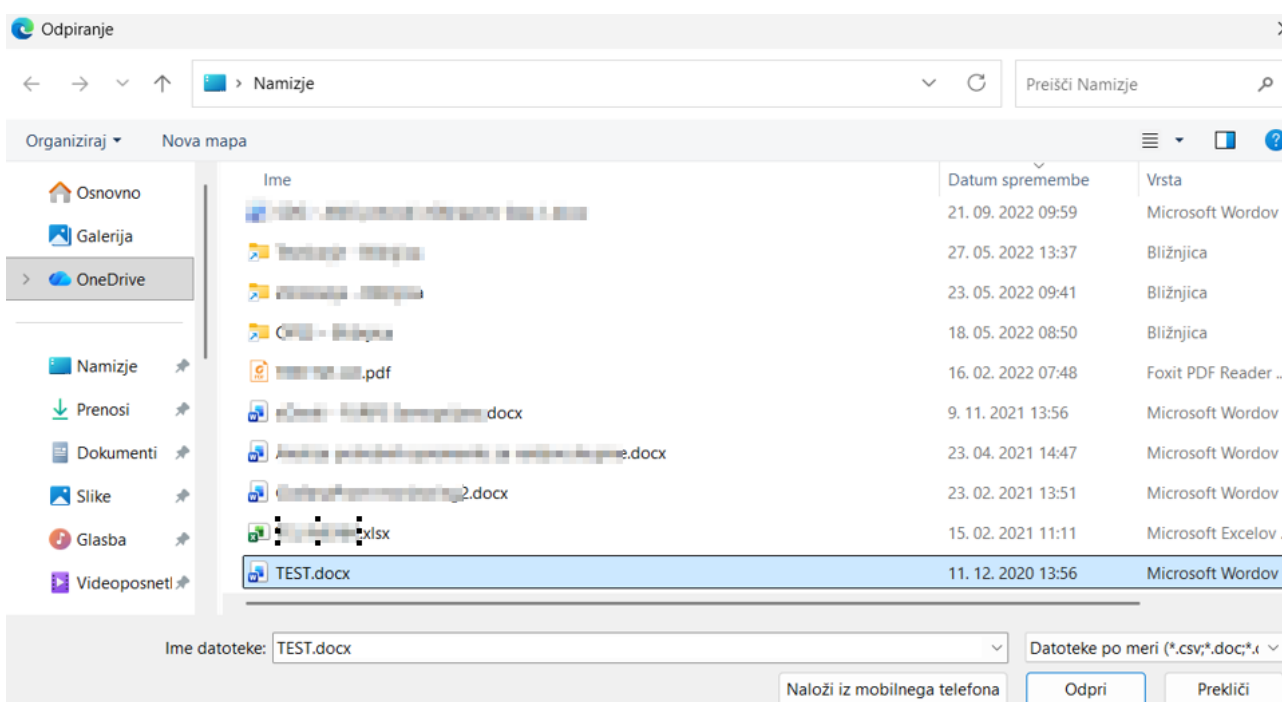 Odpiranje
Namizje
Preišči Namizje
Organiziraj
Nova mapa
Ime Datum spremembe Vrsta
Osnovno
Galerija
OneDrive
Namizje
Prenosi
Dokumenti
Slike
Glasba
21. 09. 2022 09:59 Microsoft Wordov
27. 05. 2022 13:37 Bližnjica
23. 05. 2022 09:41 Bližnjica
18. 05. 2022 08:50 Bližnjica
.pdf 16. 02. 2022 07:48 Foxit PDF Reader ..
.docx 9. 11. 2021 13:56 Microsoft Wordov
e.docx 23. 04. 2021 14:47 Microsoft Wordov
2.docx 23. 02. 2021 13:51 Microsoft Wordov
.xlsx 15. 02. 2021 11:11 Microsoft Excelov .
TEST.docx 11. 12. 2020 13:56 Microsoft Wordov
Ime datoteke: TEST.docx Datoteke po meri (*.csv;*.doc;*.
Naloži iz mobilnega telefona Odpri Prekliči